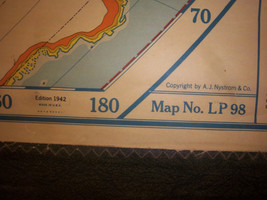 70
Copyright by A. J. Nystrom & Co.
Edition 1942
180
Map No. LP 98